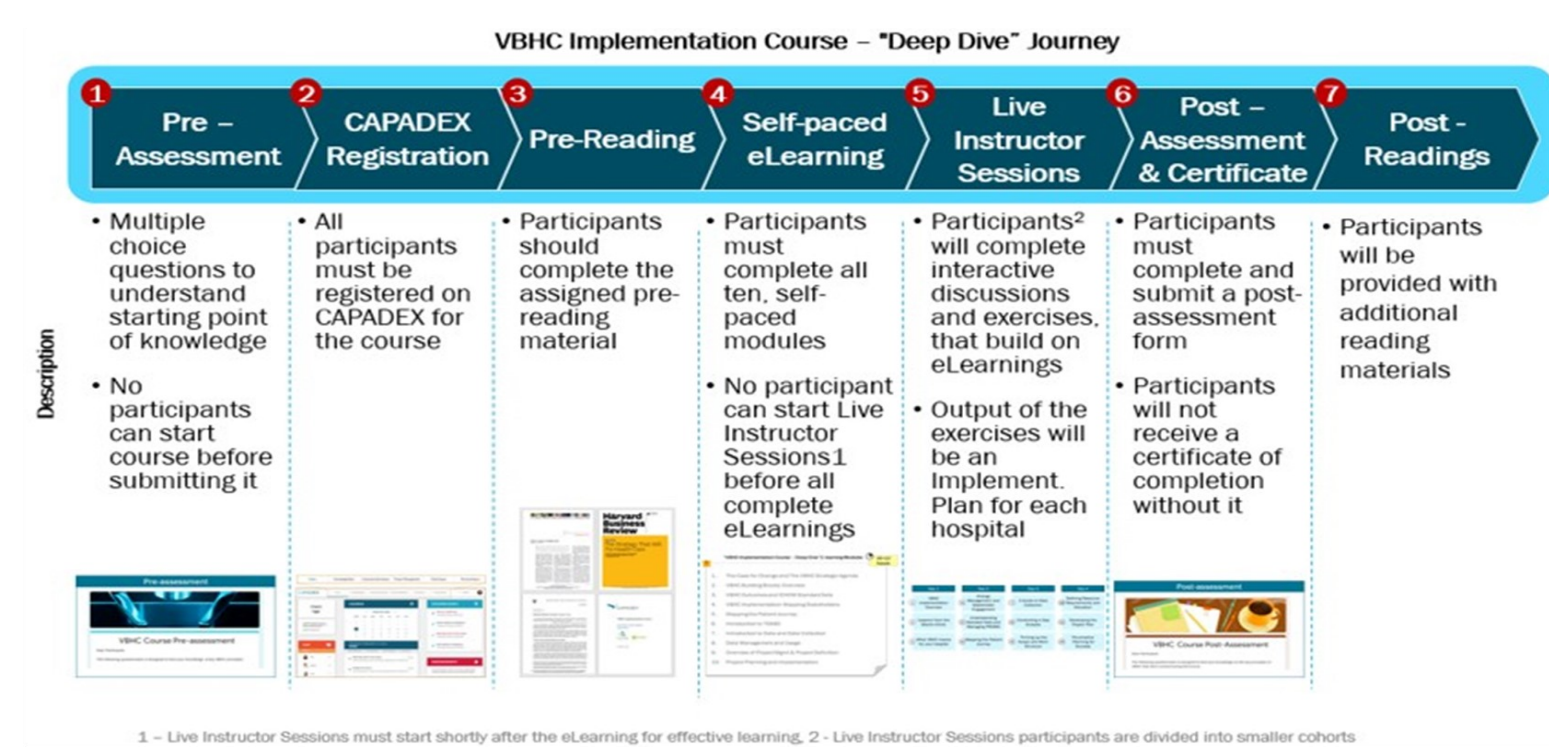 VBHC Implementation Course – "Deep Dive" Journey
1
Pre –
Assessment
2
CAPADEX
Registration
3
Pre-Reading
4
Self-paced
eLearning
5
Live
Instructor
Sessions
6
Post –
Assessment
& Certificate
7
Post -
Readings
Description
• Multiple
choice
questions to
understand
starting point
of knowledge
• No
participants
can start
course before
submitting it
• All
participants
must be
registered on
CAPADEX for
the course
• Participants
should
complete the
assigned pre-
reading
material
• Participants
must
complete all
ten, self-
paced
modules
• No participant
can start Live
Instructor
Sessions1
before all
complete
eLearnings
• Participants²
will complete
interactive
discussions
and exercises,
that build on
eLearnings
• Output of the
exercises will
be an
Implement.
Plan for each
hospital
• Participants
must
complete and
submit a post-
assessment
form
• Participants
will not
receive a
certificate of
completion
without it
• Participants
will be
provided with
additional
reading
materials
Pre-assessment
VBHC Course Pre-assessment
Harvard
Business
Review
Post-assessment
VBHC Course Post-Assessment
1 – Live Instructor Sessions must start shortly after the eLearning for effective learning, 2 - Live Instructor Sessions participants are divided into smaller cohorts